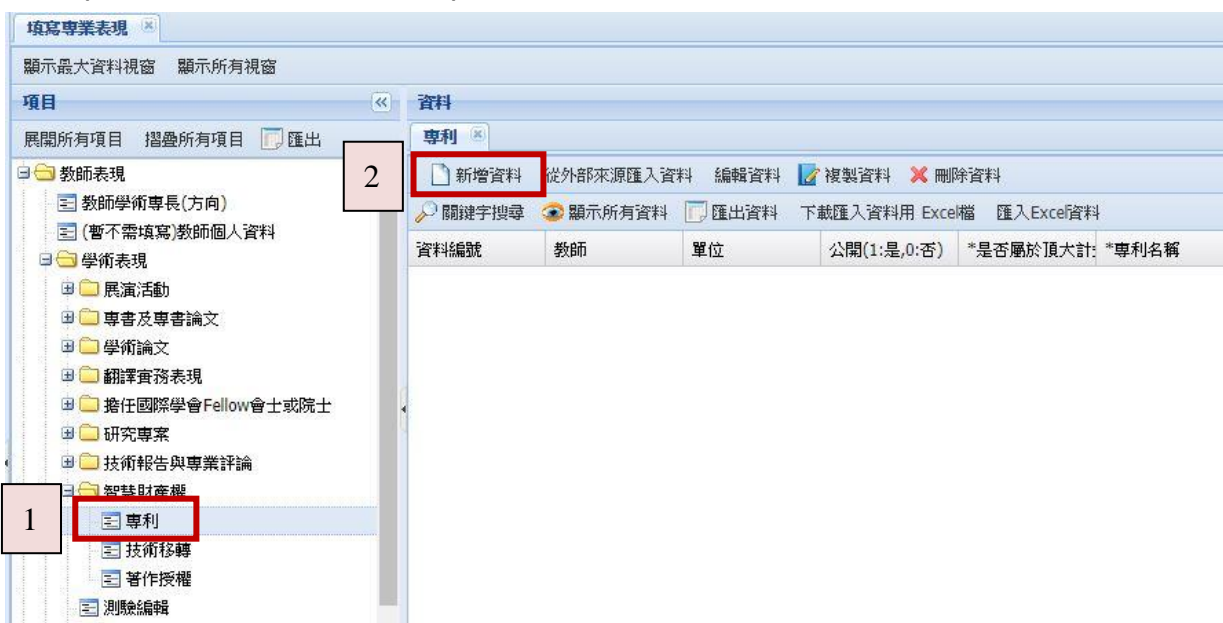 填寫專業表現
顯示最大資料視窗 顯示所有視窗
項目
展開所有項目 摺疊所有項目 匯出
教師表現
教師學術專長(方向)
(暫不需填寫)教師個人資料
學術表現
展演活動
專書及專書論文
學術論文
翻譯實務表現
擔任國際學會Fellow會士或院士
研究專案
技術報告與專業評論
智慧財產權
1
專利
技術移轉
著作授權
測驗編輯
資料
專利
2
新增資料 從外部來源匯入資料 編輯資料 複製資料 刪除資料
關鍵字搜尋 顯示所有資料 匯出資料 下載匯入資料用 Excel檔 匯入Excel資料
資料編號 教師 單位 公開(1:是,0:否) *是否屬於頂大計 *專利名稱